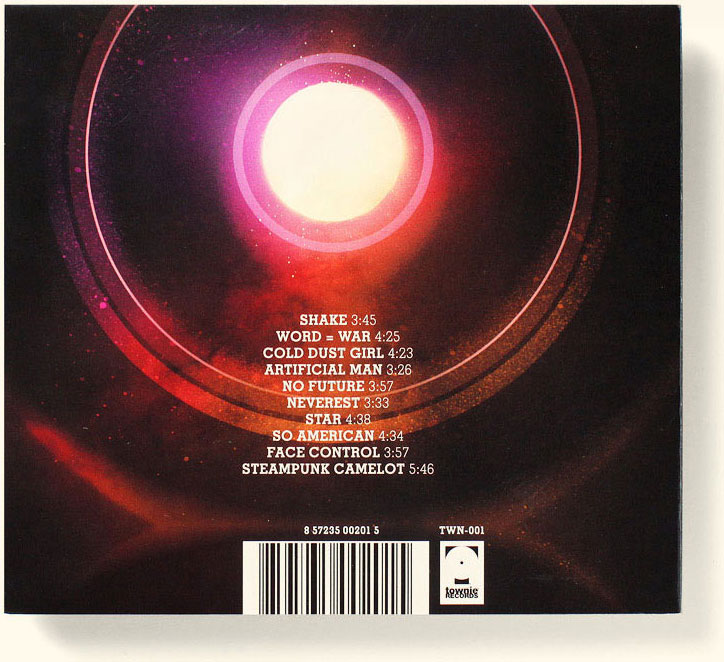 SHAKE 3:45
WORD = WAR 4:25
COLD DUST GIRL 4:23
ARTIFICIAL MAN 3:26
NO FUTURE 3:57
NEVEREST 3:33
STAR 4:38
SO AMERICAN 4:34
FACE CONTROL 3:57
STEAMPUNK CAMELOT 5:46
8 57235 00201 5
TWN-001
townie
RECORDS